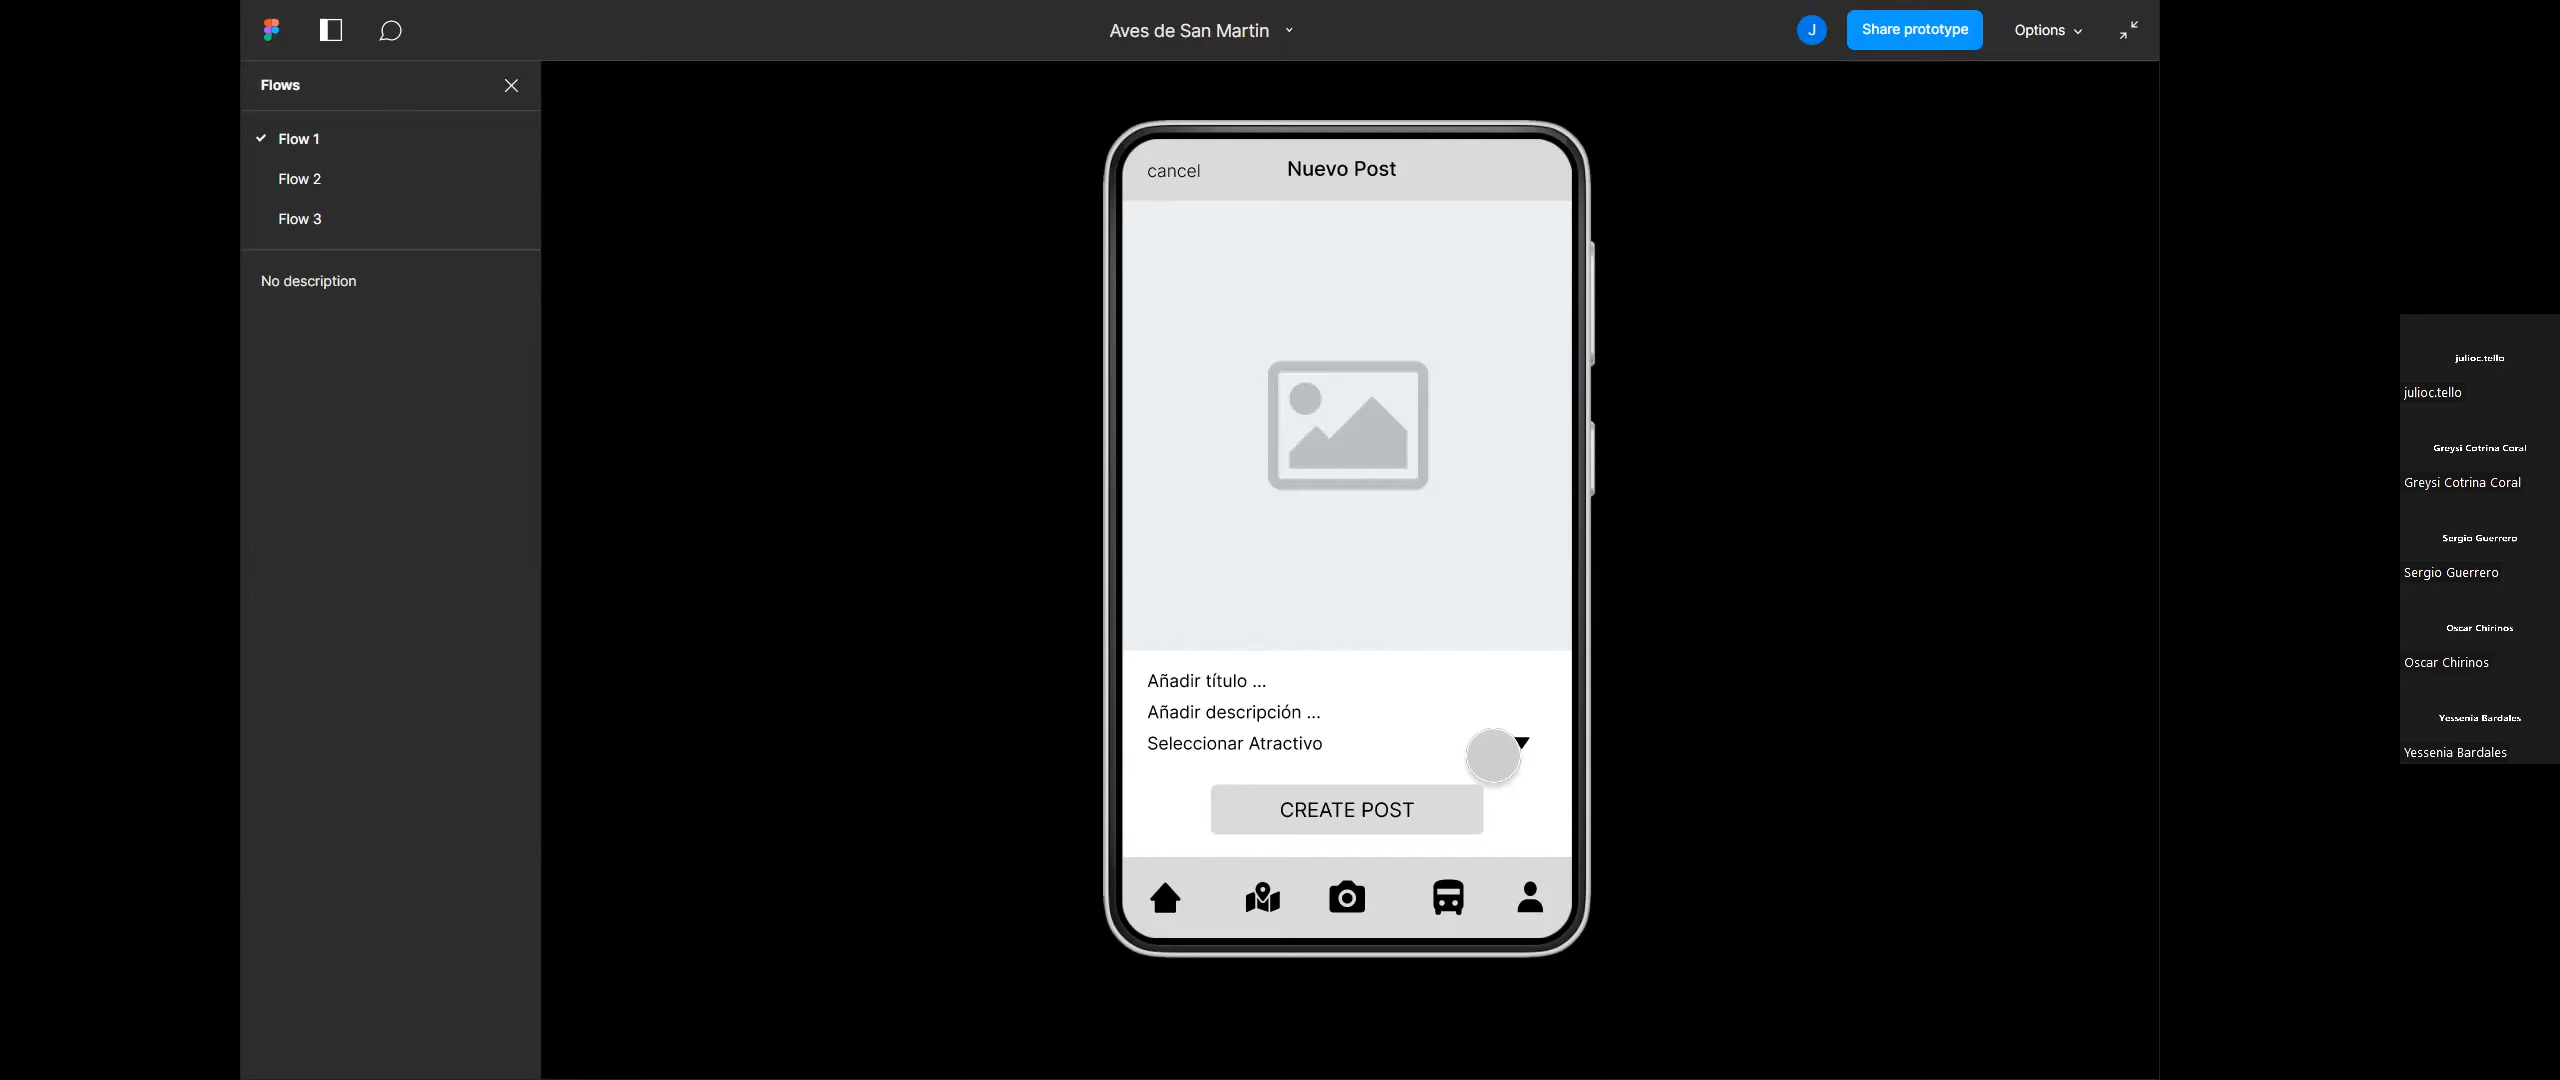 Aves de San Martin
J
Share prototype
Options
Flows
Flow 1
Flow 2
Flow 3
No description
cancel
Nuevo Post
Añadir título ...
Añadir descripción ...
Seleccionar Atractivo
CREATE POST
julioc.tello
julioc.tello
Greysi Cotrina Coral
Greysi Cotrina Coral
Sergio Guerrero
Sergio Guerrero
Oscar Chirinos
Oscar Chirinos
Yessenia Bardales
Yessenia Bardales